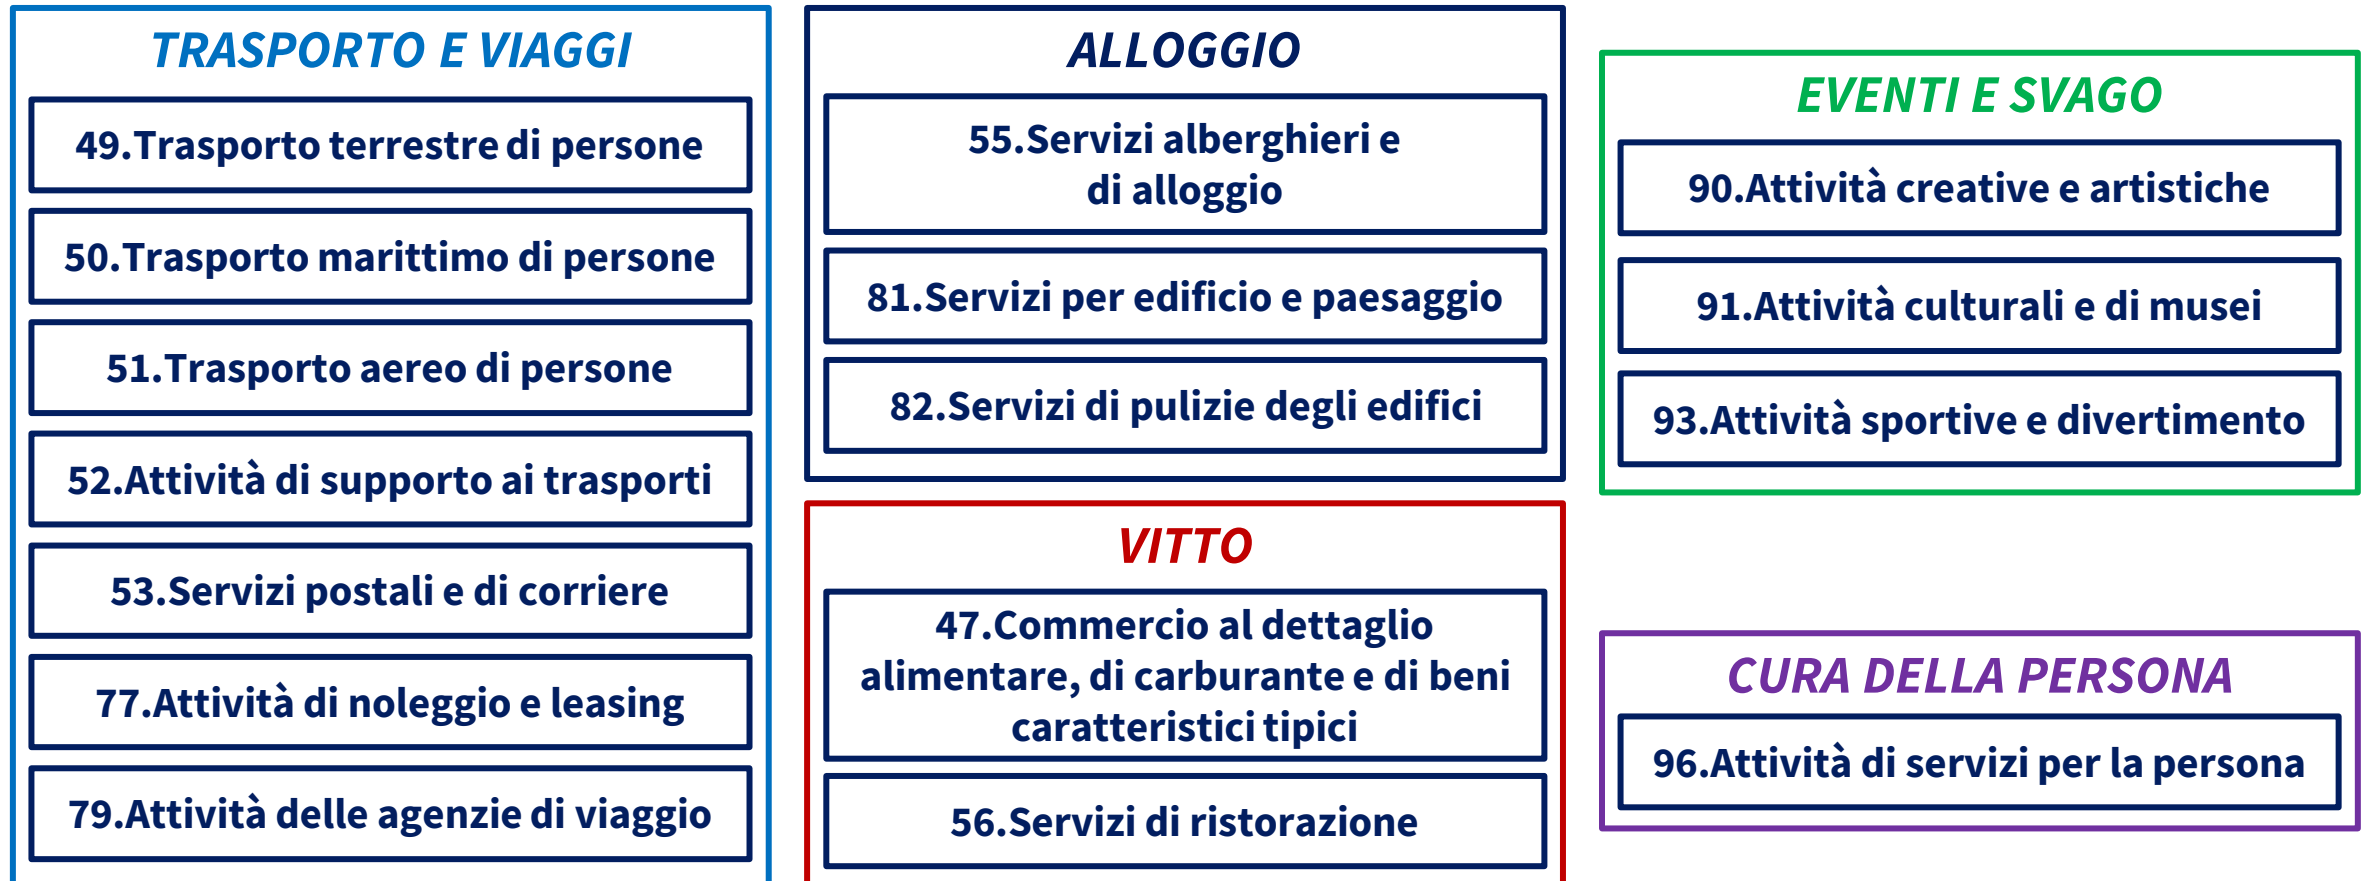 TRASPORTO E VIAGGI
49.Trasporto terrestre di persone
50.Trasporto marittimo di persone
51.Trasporto aereo di persone
52.Attività di supporto ai trasporti
53.Servizi postali e di corriere
77.Attività di noleggio e leasing
79.Attività delle agenzie di viaggio
ALLOGGIO
55.Servizi alberghieri e
di alloggio
81.Servizi per edificio e paesaggio
82.Servizi di pulizie degli edifici
VITTO
47.Commercio al dettaglio
alimentare, di carburante e di beni
caratteristici tipici
56.Servizi di ristorazione
EVENTI E SVAGO
90.Attività creative e artistiche
91.Attività culturali e di musei
93.Attività sportive e divertimento
CURA DELLA PERSONA
96.Attività di servizi per la persona